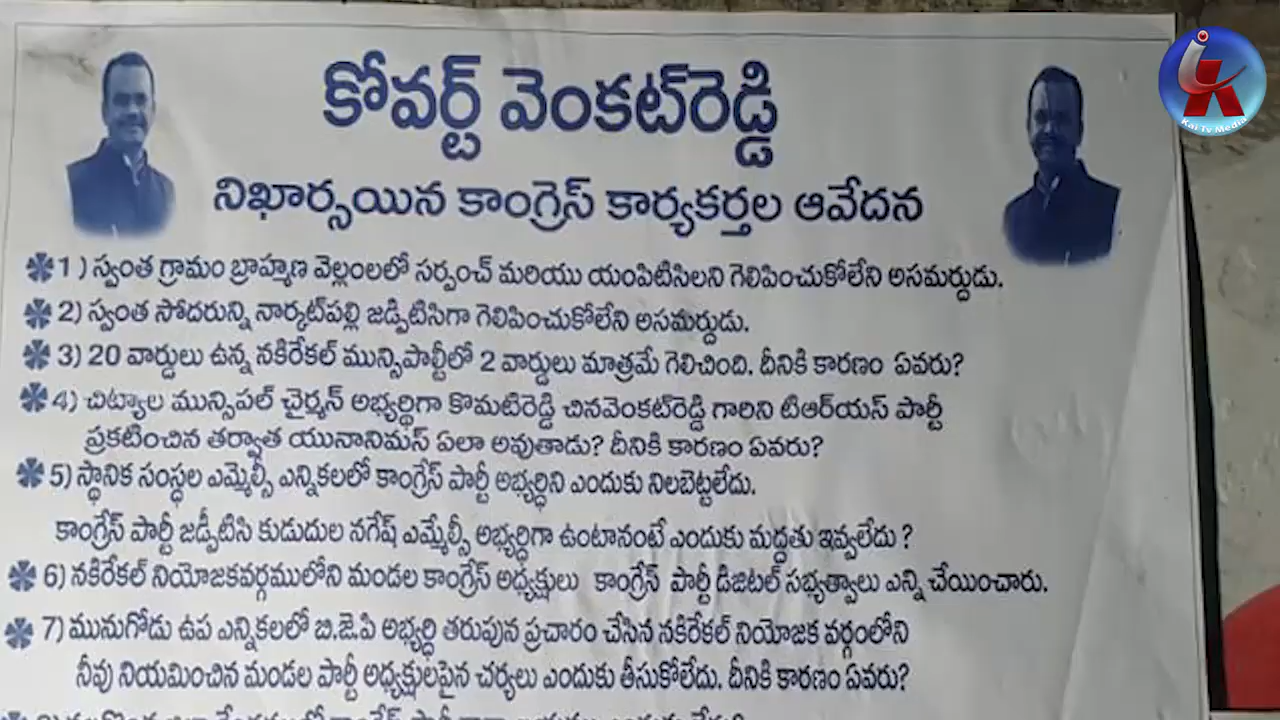 కోవర్ట్ వెంకట్‌రెడ్డి
నిఖార్సయిన కాంగ్రెస్ కార్యకర్తల ఆవేదన
1) స్వంత గ్రామం బ్రాహ్మణ వెల్లంలలో సర్పంచ్ మరియు యంపిటిసిలని గెలిపించుకోలేని అసమర్దుడు.
2) స్వంత సోదరున్ని నార్కట్‌పల్లి జడ్పిటిసిగా గెలిపించుకోలేని అసమర్దుడు.
3) 20 వార్డులు ఉన్న నకిరేకల్ మున్సిపాల్టీలో 2 వార్డులు మాత్రమే గెలిచింది. దీనికి కారణం ఏవరు?
4) చిట్యాల మున్సిపల్ చైర్మన్ అభ్యర్థిగా కొమటిరెడ్డి చినవెంకట్‌రెడ్డి గారిని టిఆర్‌యస్ పార్టీ
ప్రకటించిన తర్వాత యునానిమస్ ఏలా అవుతాడు? దీనికి కారణం ఏవరు?
5) స్థానిక సంస్థల ఎమ్మెల్సీ ఎన్నికలలో కాంగ్రేస్ పార్టీ అభ్యర్ధిని ఎందుకు నిలబెట్టలేదు.
కాంగ్రేస్ పార్టీ జడ్పీటిసి కుడుదుల నగేష్ ఎమ్మేల్సీ అభ్యర్ధిగా ఉంటానంటే ఎందుకు మద్దతు ఇవ్వలేదు ?
6) నకిరేకల్ నియోజకవర్గములోని మండల కాంగ్రేస్ అధ్యక్షులు కాంగ్రేస్ పార్టీ డిజిటల్ సభ్యత్వాలు ఎన్ని చేయించారు.
7) మునుగోడు ఉప ఎన్నికలలో బి.జె.పి అభ్యర్ది తరుపున ప్రచారం చేసిన నకిరేకల్ నియోజక వర్గంలోని
నీవు నియమించిన మండల పార్టీ అధ్యక్షులపైన చర్యలు ఎందుకు తీసుకోలేదు. దీనికి కారణం ఏవరు?
Kai Tv Media